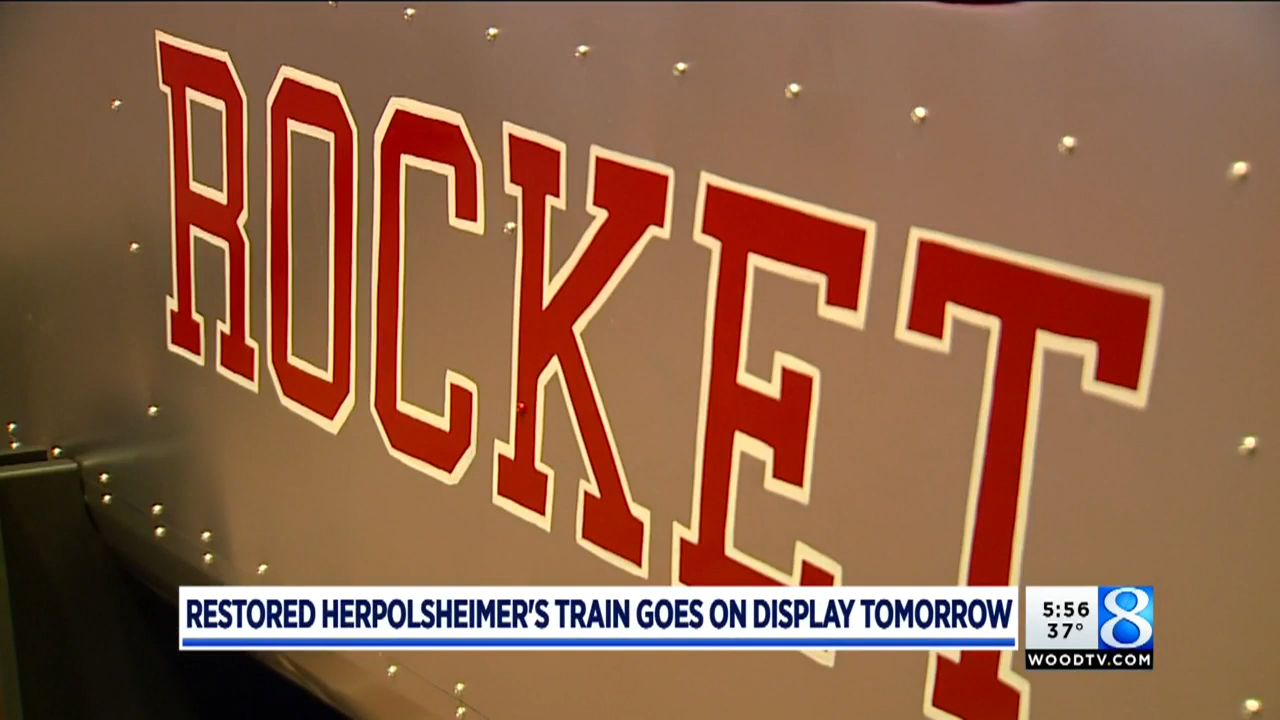 ROCKET
RESTORED HERPOLSHEIMER'S TRAIN GOES ON DISPLAY TOMORROW
5:56
37°
8
WOODTV.COM